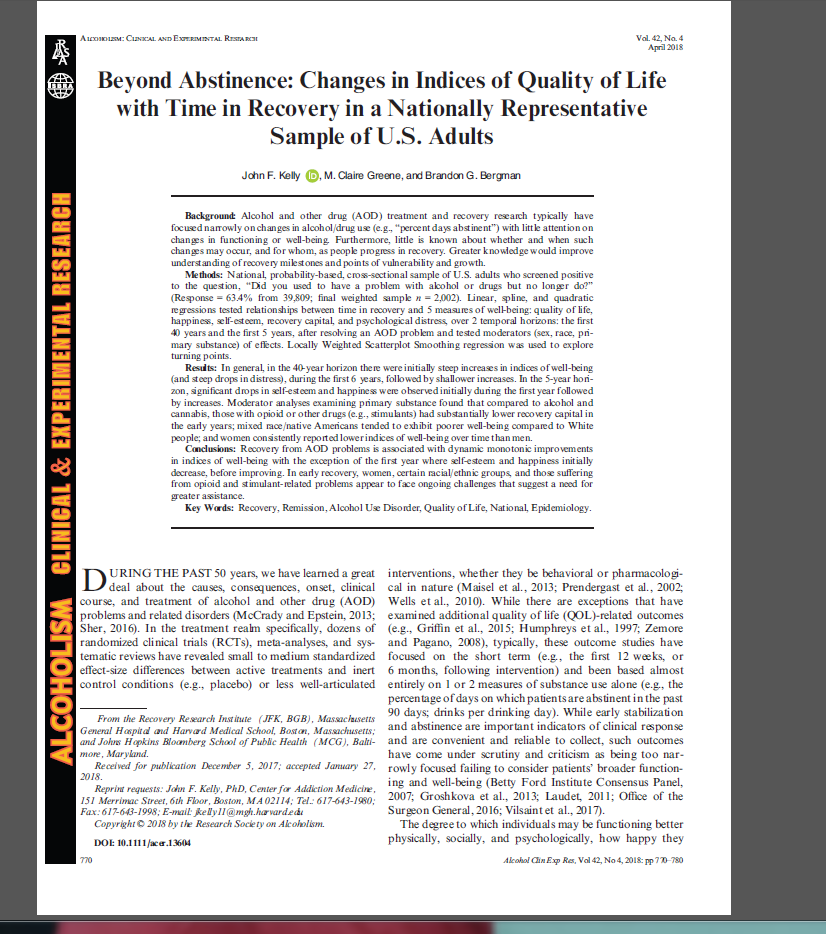 ALCOHOLISM: CLINICAL AND EXPERIMENTAL RESEARCH
Vol. 42, No. 4
April 2018
Beyond Abstinence: Changes in Indices of Quality of Life
with Time in Recovery in a Nationally Representative
Sample of U.S. Adults
John F. Kelly iD, M. Claire Greene, and Brandon G. Bergman
Background: Alcohol and other drug (AOD) treatment and recovery research typically have
focused narrowly on changes in alcohol/drug use (e.g., “percent days abstinent”) with little attention on
changes in functioning or well-being. Furthermore, little is known about whether and when such
changes may occur, and for whom, as people progress in recovery. Greater knowledge would improve
understanding of recovery milestones and points of vulnerability and growth.
Methods: National, probability-based, cross-sectional sample of U.S. adults who screened positive
to the question, “Did you used to have a problem with alcohol or drugs but no longer do?”
(Response = 63.4% from 39,809; final weighted sample n = 2,002). Linear, spline, and quadratic
regressions tested relationships between time in recovery and 5 measures of well-being: quality of life,
happiness, self-esteem, recovery capital, and psychological distress, over 2 temporal horizons: the first
40 years and the first 5 years, after resolving an AOD problem and tested moderators (sex, race, pri-
mary substance) of effects. Locally Weighted Scatterplot Smoothing regression was used to explore
turning points.
Results: In general, in the 40-year horizon there were initially steep increases in indices of well-being
(and steep drops in distress), during the first 6 years, followed by shallower increases. In the 5-year hori-
zon, significant drops in self-esteem and happiness were observed initially during the first year followed
by increases. Moderator analyses examining primary substance found that compared to alcohol and
cannabis, those with opioid or other drugs (e.g., stimulants) had substantially lower recovery capital in
the early years; mixed race/native Americans tended to exhibit poorer well-being compared to White
people; and women consistently reported lower indices of well-being over time than men.
Conclusions: Recovery from AOD problems is associated with dynamic monotonic improvements
in indices of well-being with the exception of the first year where self-esteem and happiness initially
decrease, before improving. In early recovery, women, certain racial/ethnic groups, and those suffering
from opioid and stimulant-related problems appear to face ongoing challenges that suggest a need for
greater assistance.
Key Words: Recovery, Remission, Alcohol Use Disorder, Quality of Life, National, Epidemiology.
DURING THE PAST 50 years, we have learned a great
deal about the causes, consequences, onset, clinical
course, and treatment of alcohol and other drug (AOD)
problems and related disorders (McCrady and Epstein, 2013;
Sher, 2016). In the treatment realm specifically, dozens of
randomized clinical trials (RCTs), meta-analyses, and sys-
tematic reviews have revealed small to medium standardized
effect-size differences between active treatments and inert
control conditions (e.g., placebo) or less well-articulated
From the Recovery Research Institute (JFK, BGB), Massachusetts
General Hospital and Harvard Medical School, Boston, Massachusetts;
and Johns Hopkins Bloomberg School of Public Health (MCG), Balti-
more, Maryland.
Received for publication December 5, 2017; accepted January 27,
2018.
Reprint requests: John F. Kelly, PhD, Center for Addiction Medicine,
151 Merrimac Street, 6th Floor, Boston, MA 02114; Tel.: 617-643-1980;
Fax: 617-643-1998; E-mail: jkelly11@mgh.harvard.edu
Copyright © 2018 by the Research Society on Alcoholism.
DOI: 10.1111/acer.13604
interventions, whether they be behavioral or pharmacologi-
cal in nature (Maisel et al., 2013; Prendergast et al., 2002;
Wells et al., 2010). While there are exceptions that have
examined additional quality of life (QOL)-related outcomes
(e.g., Griffin et al., 2015; Humphreys et al., 1997; Zemore
and Pagano, 2008), typically, these outcome studies have
focused on the short term (e.g., the first 12 weeks, or
6 months, following intervention) and been based almost
entirely on 1 or 2 measures of substance use alone (e.g., the
percentage of days on which patients are abstinent in the past
90 days; drinks per drinking day). While early stabilization
and abstinence are important indicators of clinical response
and are convenient and reliable to collect, such outcomes
have come under scrutiny and criticism as being too nar-
rowly focused failing to consider patients’ broader function-
ing and well-being (Betty Ford Institute Consensus Panel,
2007; Groshkova et al., 2013; Laudet, 2011; Office of the
Surgeon General, 2016; Vilsaint et al., 2017).
The degree to which individuals may be functioning better
physically, socially, and psychologically, how happy they
770
Alcohol Clin Exp Res, Vol 42, No 4, 2018: pp 770–780
ALCOHOLISM CLINICAL & EXPERIMENTAL RESEARCH
RSA
ISBRA